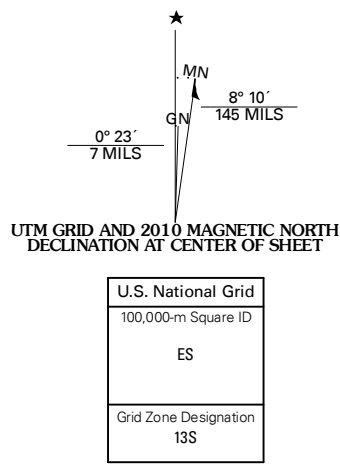 ★
MN
GN
8° 10´
145 MILS
0° 23´
7 MILS
UTM GRID AND 2010 MAGNETIC NORTH
DECLINATION AT CENTER OF SHEET
U.S. National Grid
100,000-m Square ID
ES
Grid Zone Designation
13S